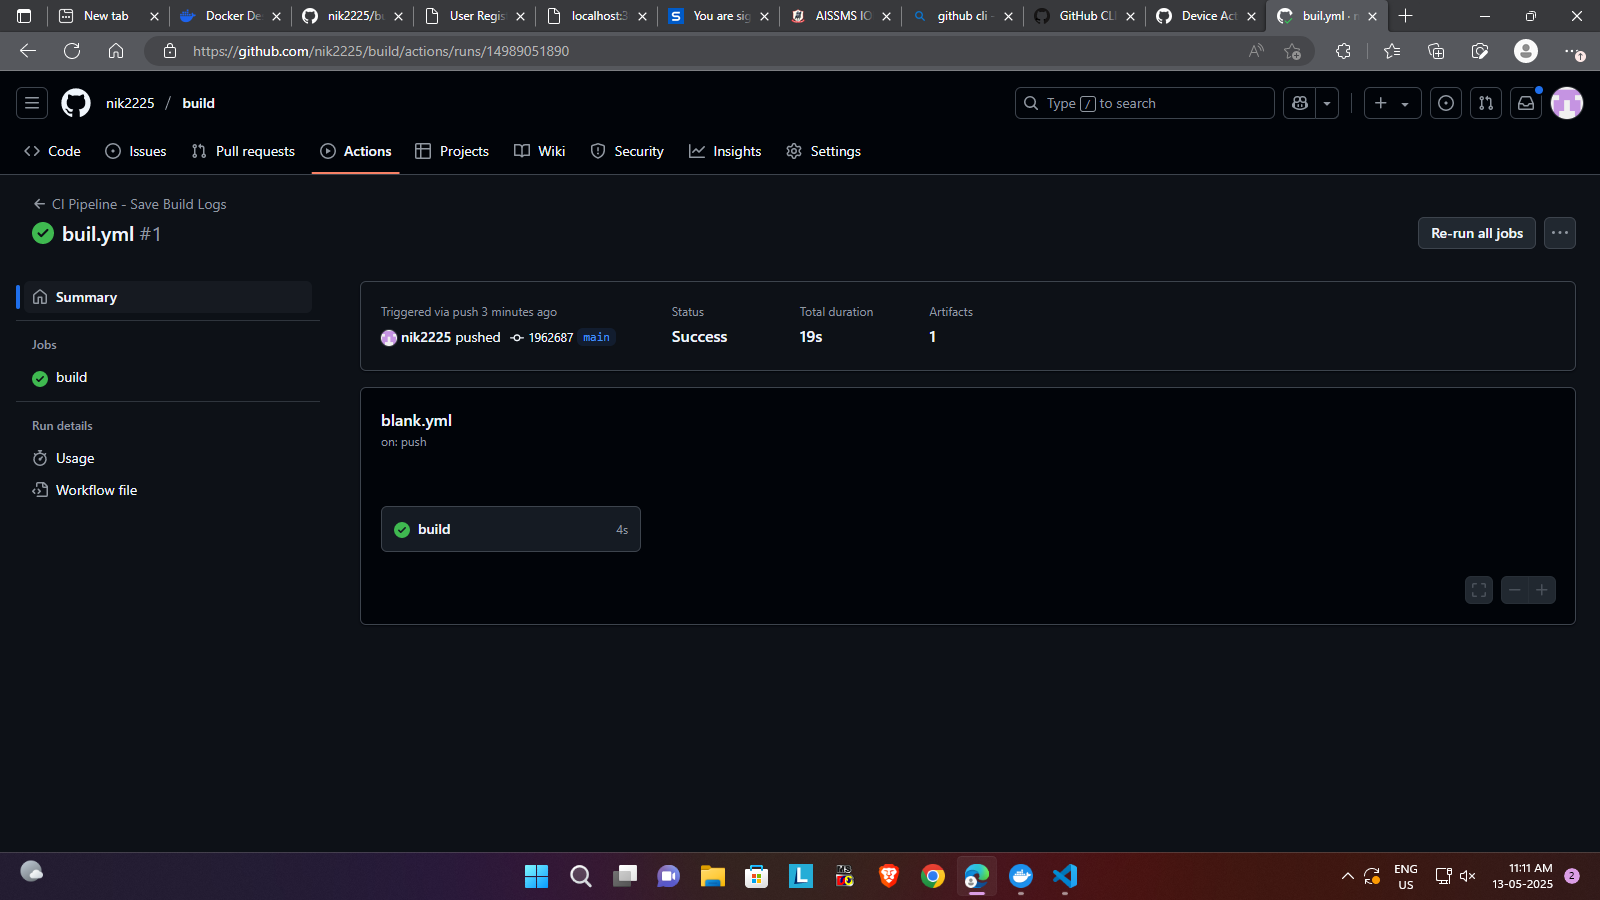 New tab
Docker De
nik2225/bu
User Regis
localhost:3
You are sig
AISSMS IO
github cli -
GitHub CLI
Device Act
buil.yml · n
https://github.com/nik2225/build/actions/runs/14989051890
nik2225 / build
Type / to search
Code
Issues
Pull requests
Actions
Projects
Wiki
Security
Insights
Settings
CI Pipeline - Save Build Logs
buil.yml #1
Re-run all jobs
Summary
Jobs
build
Run details
Usage
Workflow file
Triggered via push 3 minutes ago
nik2225 pushed 1962687 main
Status
Success
Total duration
19s
Artifacts
1
blank.yml
on: push
build 4s
ENG
US
11:11 AM
13-05-2025
2